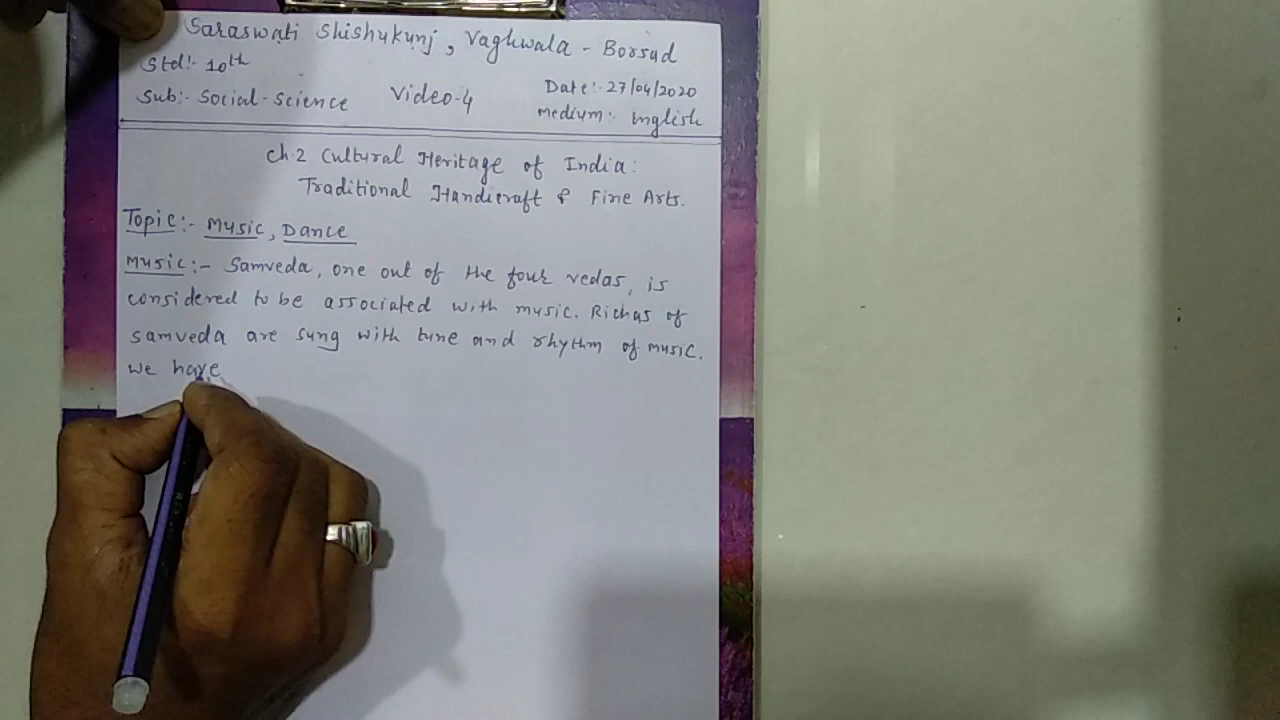 Saraswati Shishukunj, Vaghwala - Borsad
Std:- 10th
Sub:- Social-Science Video-4 Date:- 27/04/2020
Medium:- English
Ch.2 Cultural Heritage of India:
Traditional Handicraft & Fine Arts.
Topic:- Music, Dance
Music:- Samveda, one out of the four vedas, is
considered to be associated with music. Richas of
samveda are sung with tune and rhythm of music.
We have